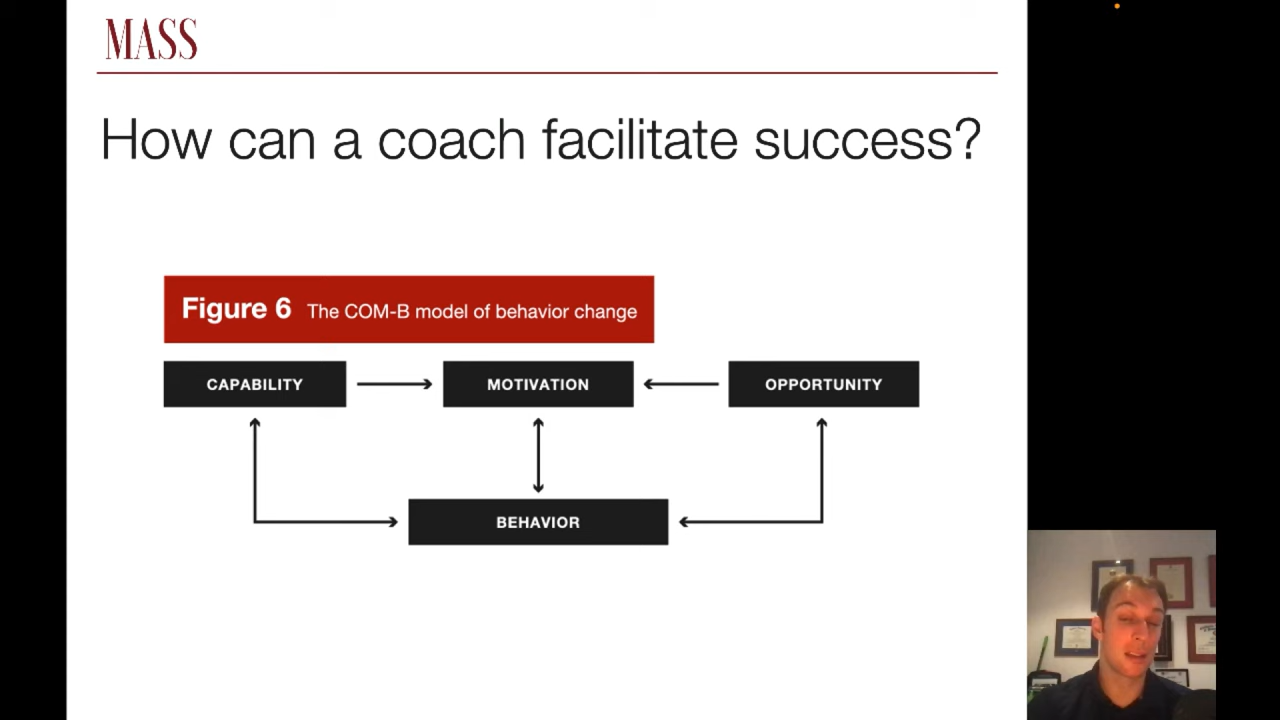 MASS
How can a coach facilitate success?
Figure 6 The COM-B model of behavior change
CAPABILITY
MOTIVATION
OPPORTUNITY
BEHAVIOR